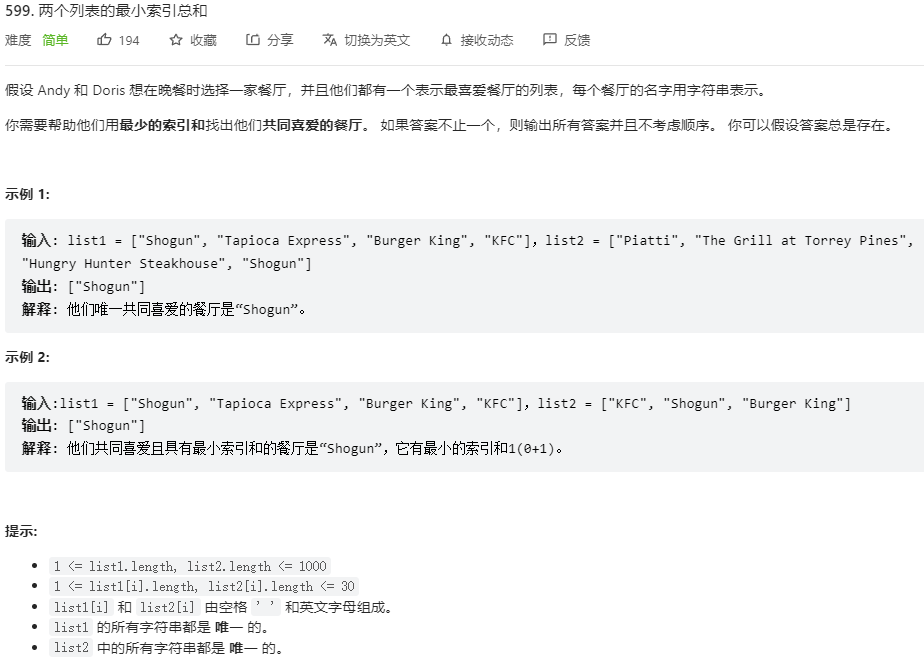 599. 两个列表的最小索引总和
难度 简单 194 收藏 分享 切换为英文 接收动态 反馈
假设 Andy 和 Doris 想在晚餐时选择一家餐厅，并且他们都有一个表示最喜爱餐厅的列表，每个餐厅的名字用字符串表示。
你需要帮助他们用最少的索引和找出他们共同喜爱的餐厅。 如果答案不止一个，则输出所有答案并且不考虑顺序。 你可以假设答案总是存在。
示例 1:
输入: list1 = ["Shogun", "Tapioca Express", "Burger King", "KFC"]，list2 = ["Piatti", "The Grill at Torrey Pines",
"Hungry Hunter Steakhouse", "Shogun"]
输出: ["Shogun"]
解释: 他们唯一共同喜爱的餐厅是“Shogun”。
示例 2:
输入:list1 = ["Shogun", "Tapioca Express", "Burger King", "KFC"]，list2 = ["KFC", "Shogun", "Burger King"]
输出: ["Shogun"]
解释: 他们共同喜爱且具有最小索引和的餐厅是“Shogun”，它有最小的索引和1(0+1)。
提示:
• 1 <= list1.length, list2.length <= 1000
• 1 <= list1[i].length, list2[i].length <= 30
• list1[i] 和 list2[i] 由空格 ' ' 和英文字母组成。
• list1 的所有字符串都是 唯一 的。
• list2 中的所有字符串都是 唯一 的。